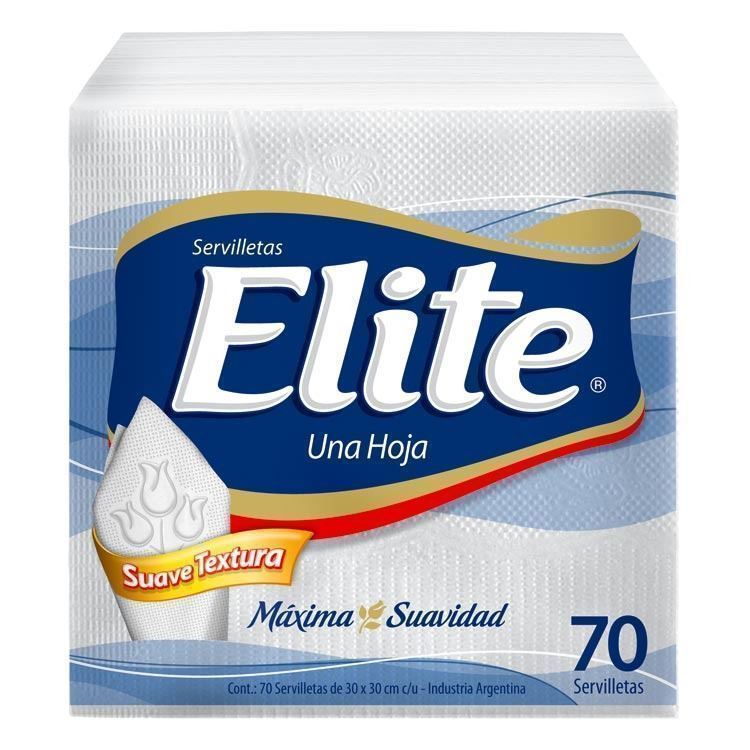 Servilletas
Elite®
Una Hoja
Suave Textura
Máxima Suavidad
70
Servilletas
Cont.: 70 Servilletas de 30 x 30 cm c/u - Industria Argentina